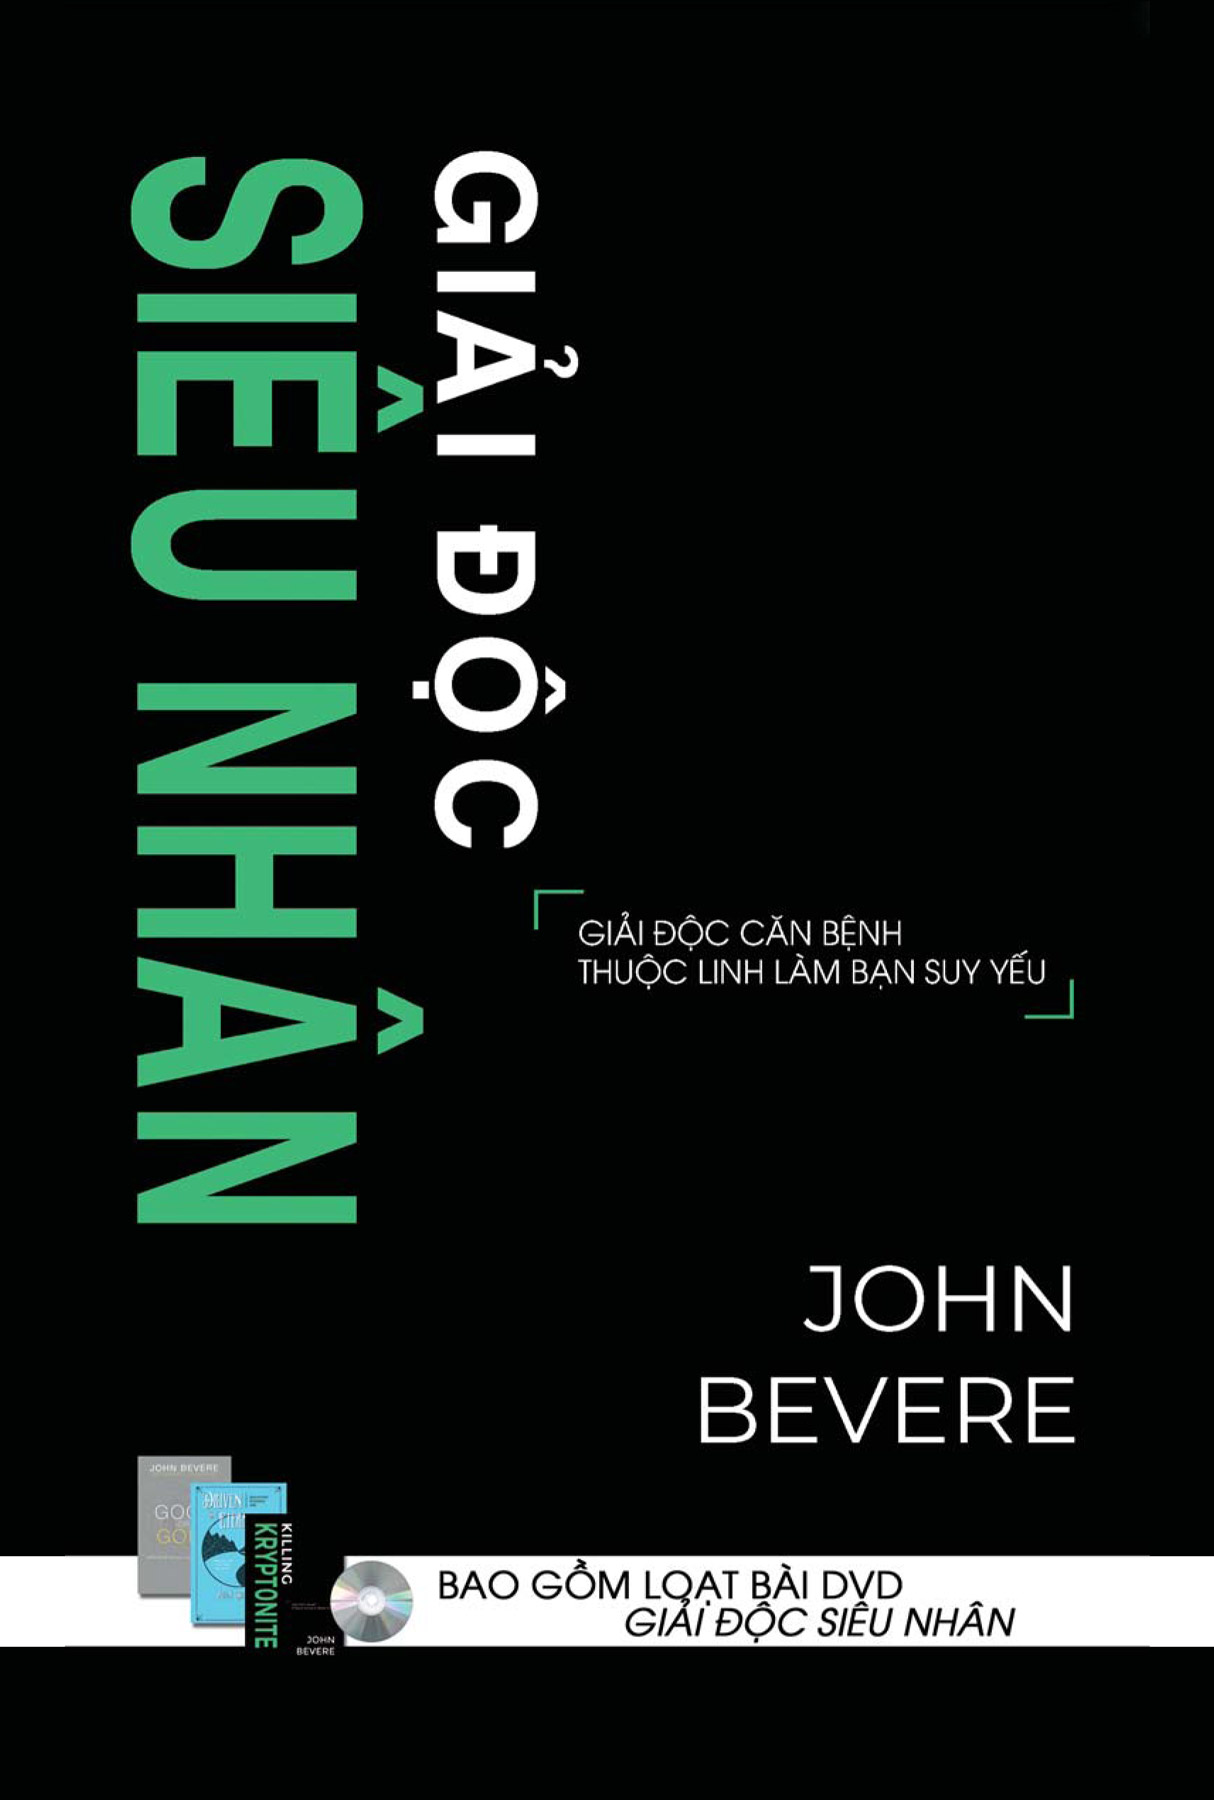 GIẢI ĐỘC
SIÊU NHÂN
GIẢI ĐỘC CĂN BỆNH
THUỘC LINH LÀM BẠN SUY YẾU
JOHN
BEVERE
JOHN BEVERE
DRIVEN
KILLING
KRYPTONITE
JOHN
BEVERE
BAO GỒM LOẠT BÀI DVD
GIẢI ĐỘC SIÊU NHÂN